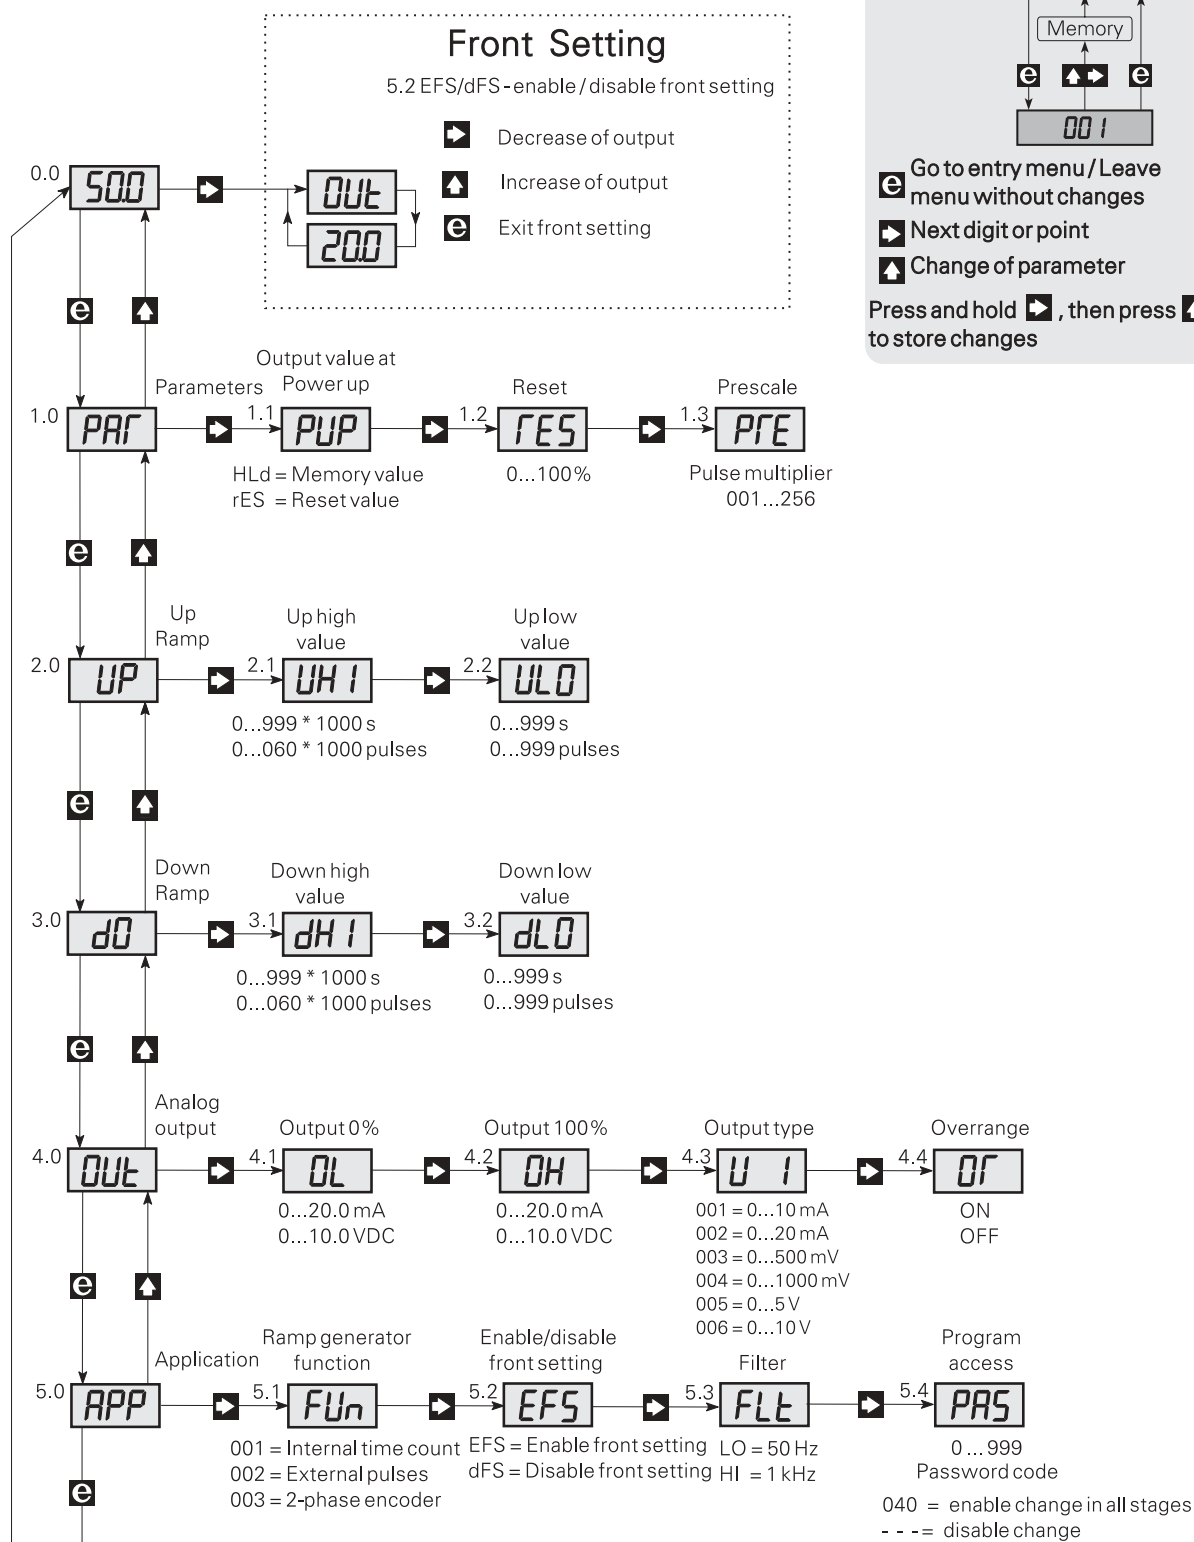 Front Setting
5.2 EFS/dFS - enable / disable front setting
Decrease of output
Increase of output
e Exit front setting
0.0 50.0
OUt
20.0
Memory
e e
001
e Go to entry menu / Leave
menu without changes
Next digit or point
Change of parameter
Press and hold , then press
to store changes
e
Parameters
Output value at
Power up
Reset
Prescale
1.0 PAr 1.1 PUP 1.2 rES 1.3 PrE
HLd = Memory value
rES = Reset value
0...100%
Pulse multiplier
001...256
e
Up
Ramp
Up high
value
Up low
value
2.0 UP 2.1 UHI 2.2 ULO
0...999 * 1000 s
0...060 * 1000 pulses
0...999 s
0...999 pulses
e
Down
Ramp
Down high
value
Down low
value
3.0 dO 3.1 dHI 3.2 dLO
0...999 * 1000 s
0...060 * 1000 pulses
0...999 s
0...999 pulses
e
Analog
output
Output 0%
Output 100%
Output type
Overrange
4.0 OUt 4.1 OL 4.2 OH 4.3 U I 4.4 Or
0...20.0 mA
0...10.0 VDC
0...20.0 mA
0...10.0 VDC
001 = 0...10 mA
002 = 0...20 mA
003 = 0...500 mV
004 = 0...1000 mV
005 = 0...5 V
006 = 0...10 V
ON
OFF
e
Application
Ramp generator
function
Enable/disable
front setting
Filter
Program
access
5.0 APP 5.1 FUn 5.2 EFS 5.3 FLt 5.4 PAS
001 = Internal time count
002 = External pulses
003 = 2-phase encoder
EFS = Enable front setting
dFS = Disable front setting
LO = 50 Hz
HI = 1 kHz
0 ... 999
Password code
040 = enable change in all stages
- - - = disable change
e